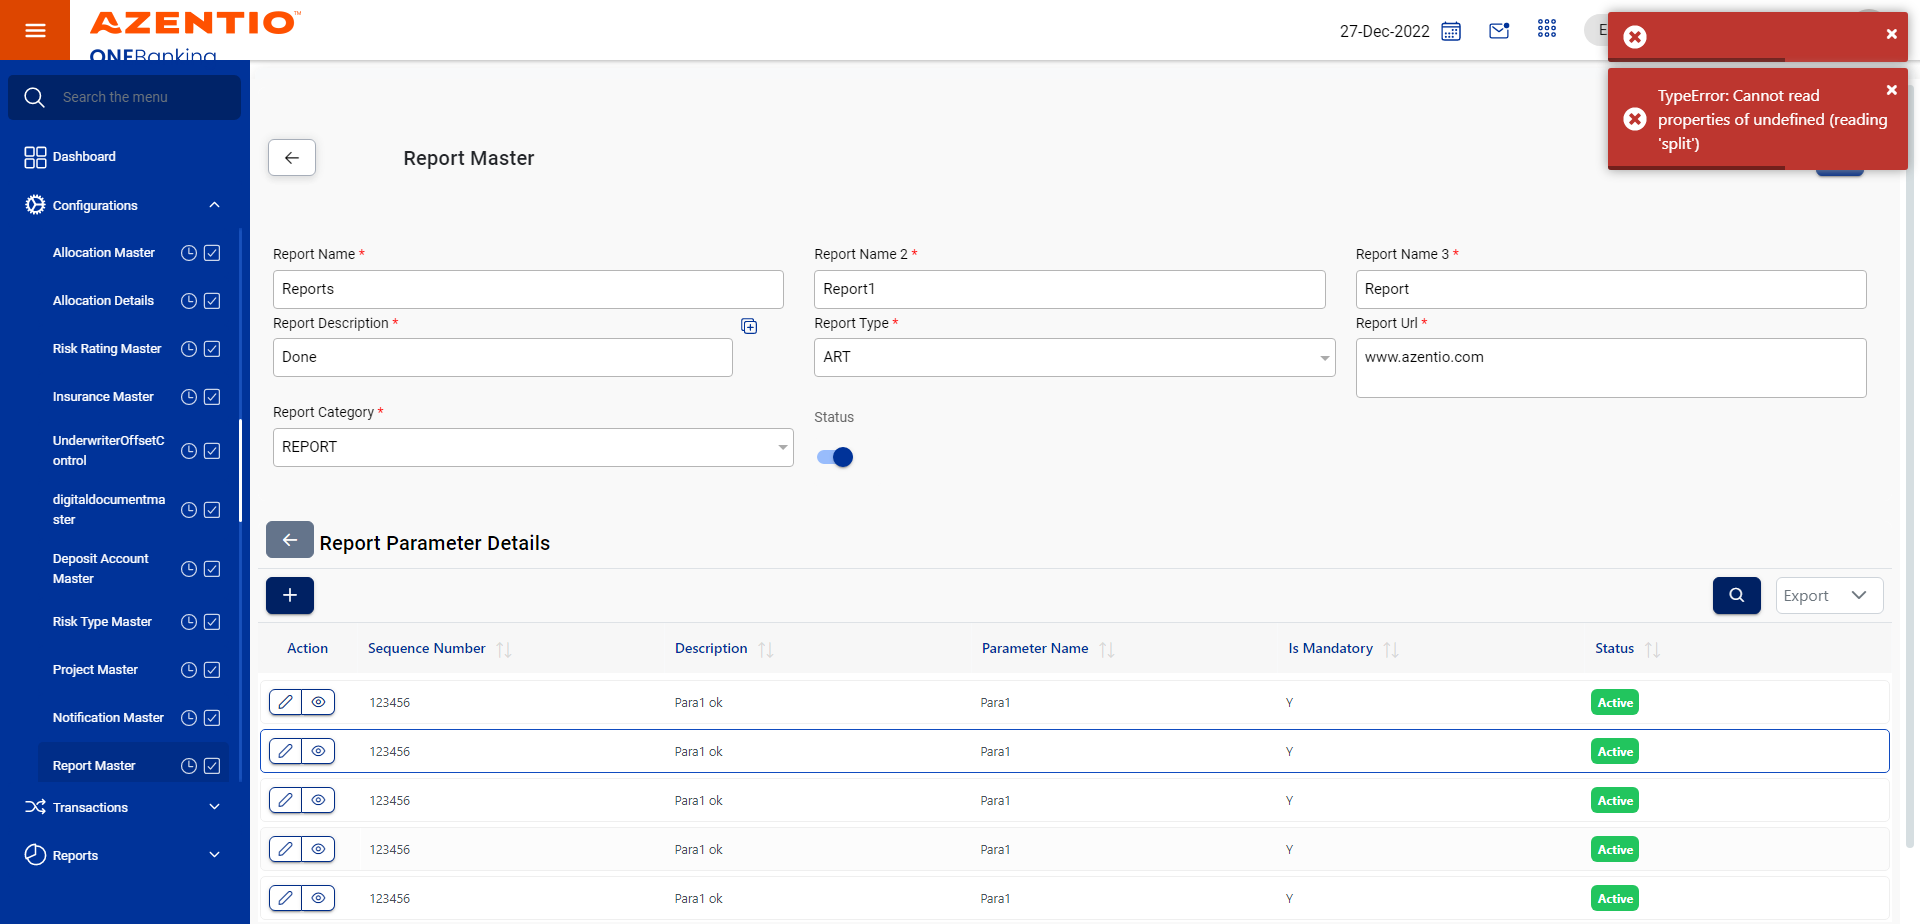 AZENTIO™
ONEBanking
27-Dec-2022
E
TypeError: Cannot read
properties of undefined (reading
'split')
Search the menu
Dashboard
Configurations
Allocation Master
Allocation Details
Risk Rating Master
Insurance Master
UnderwriterOffsetC
ontrol
digitaldocumentma
ster
Deposit Account
Master
Risk Type Master
Project Master
Notification Master
Report Master
Transactions
Reports
Report Master
Report Name *
Report Name 2 *
Report Name 3 *
Reports
Report1
Report
Report Description *
Report Type *
Report Url *
Done
ART
www.azentio.com
Report Category *
Status
REPORT
Report Parameter Details
Export
Action Sequence Number Description Parameter Name Is Mandatory Status
123456 Para1 ok Para1 Y Active
123456 Para1 ok Para1 Y Active
123456 Para1 ok Para1 Y Active
123456 Para1 ok Para1 Y Active
123456 Para1 ok Para1 Y Active